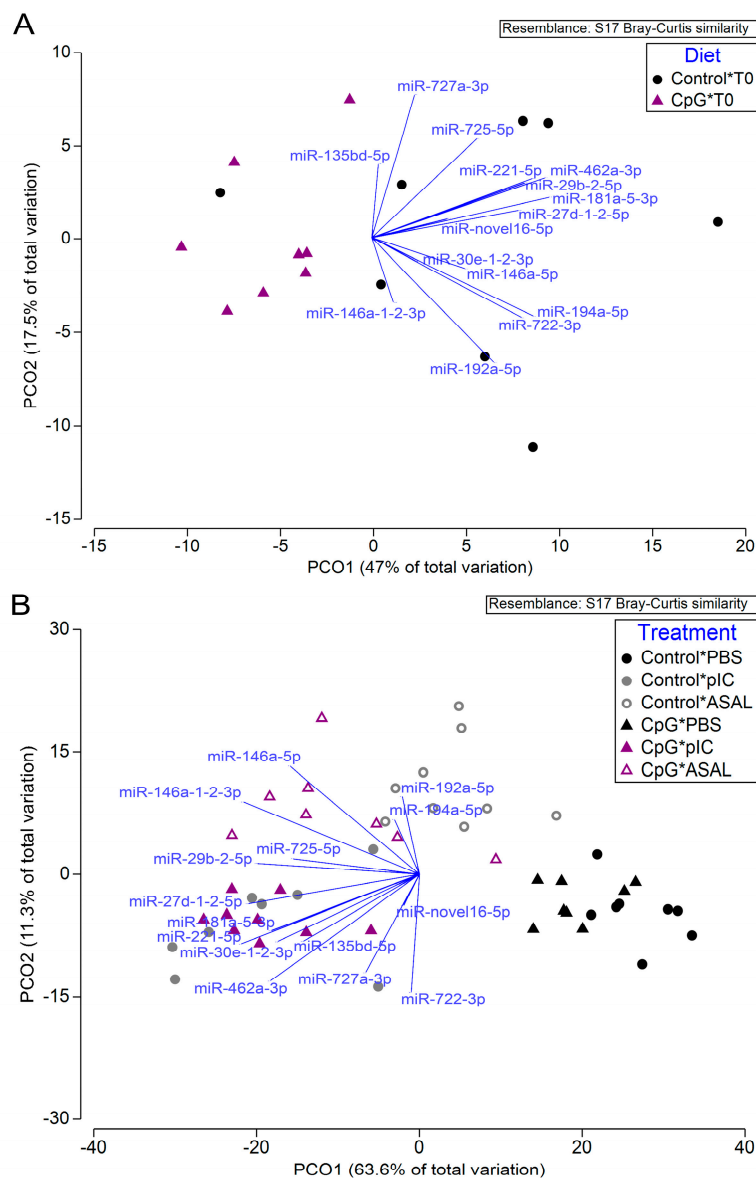 A
Resemblance: S17 Bray-Curtis similarity
Diet
Control*T0
CpG*T0
10
5
0
-5
-10
-15
PCO2 (17.5% of total variation)
miR-727a-3p
miR-725-5p
miR-135bd-5p
miR-221-5p
miR-462a-3p
miR-29b-2-5p
miR-181a-5-3p
miR-27d-1-2-5p
miR-novel16-5p
miR-30e-1-2-3p
miR-146a-5p
miR-146a-1-2-3p
miR-194a-5p
miR-722-3p
miR-192a-5p
-15
-10
-5
0
5
10
15
20
PCO1 (47% of total variation)
B
Resemblance: S17 Bray-Curtis similarity
Treatment
Control*PBS
Control*pIC
Control*ASAL
CpG*PBS
CpG*pIC
CpG*ASAL
30
15
0
-15
-30
PCO2 (11.3% of total variation)
miR-146a-5p
miR-146a-1-2-3p
miR-192a-5p
miR-194a-5p
miR-725-5p
miR-29b-2-5p
miR-27d-1-2-5p
miR-novel16-5p
miR-181a-5-3p
miR-221-5p
miR-135bd-5p
miR-30e-1-2-3p
miR-727a-3p
miR-462a-3p
miR-722-3p
-40
-20
0
20
40
PCO1 (63.6% of total variation)